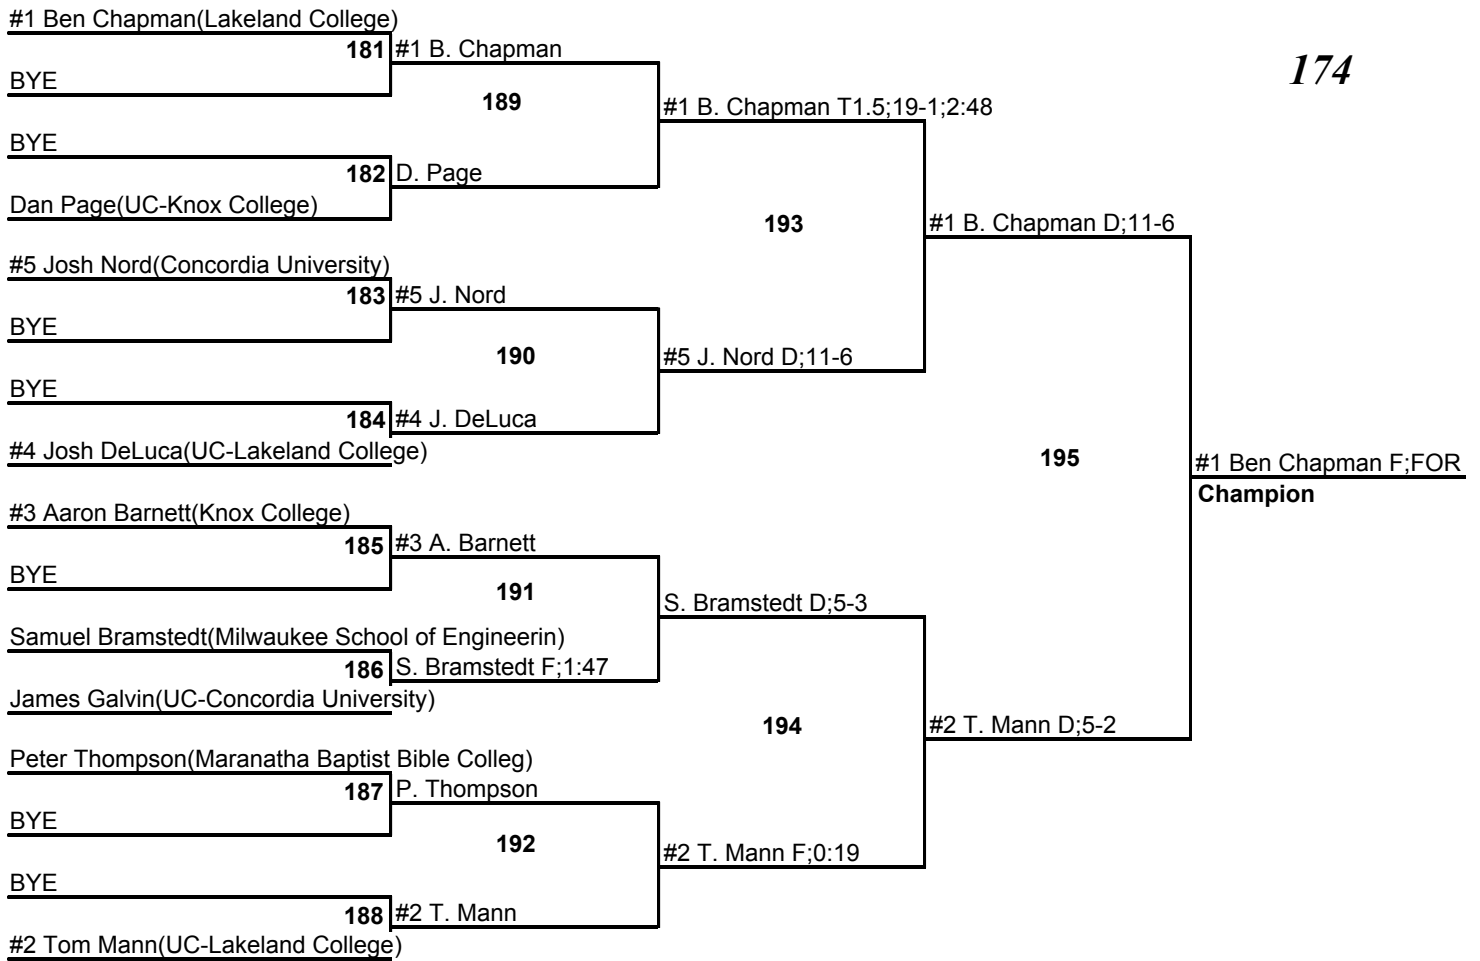 #1 Ben Chapman(Lakeland College)
181 #1 B. Chapman
174
BYE
189
#1 B. Chapman T1.5;19-1;2:48
BYE
182 D. Page
Dan Page(UC-Knox College)
193
#1 B. Chapman D;11-6
#5 Josh Nord(Concordia University)
183 #5 J. Nord
BYE
190
#5 J. Nord D;11-6
BYE
184 #4 J. DeLuca
#4 Josh DeLuca(UC-Lakeland College)
195
#1 Ben Chapman F;FOR
Champion
#3 Aaron Barnett(Knox College)
185 #3 A. Barnett
BYE
191
S. Bramstedt D;5-3
Samuel Bramstedt(Milwaukee School of Engineerin)
186 S. Bramstedt F;1:47
James Galvin(UC-Concordia University)
194
#2 T. Mann D;5-2
Peter Thompson(Maranatha Baptist Bible Colleg)
187 P. Thompson
BYE
192
#2 T. Mann F;0:19
BYE
188 #2 T. Mann
#2 Tom Mann(UC-Lakeland College)